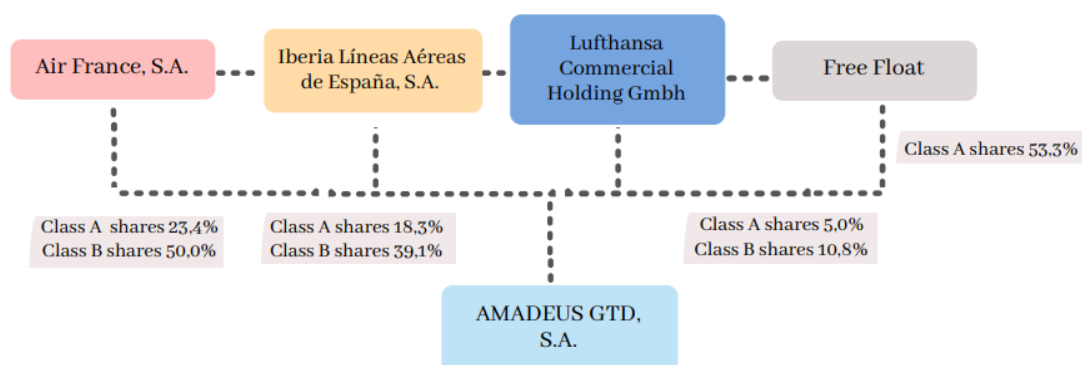 Air France, S.A.
Iberia Líneas Aéreas
de España, S.A.
Lufthansa
Commercial
Holding Gmbh
Free Float
Class A shares 53,3%
Class A shares 23,4%
Class B shares 50,0%
Class A shares 18,3%
Class B shares 39,1%
Class A shares 5,0%
Class B shares 10,8%
AMADEUS GTD,
S.A.